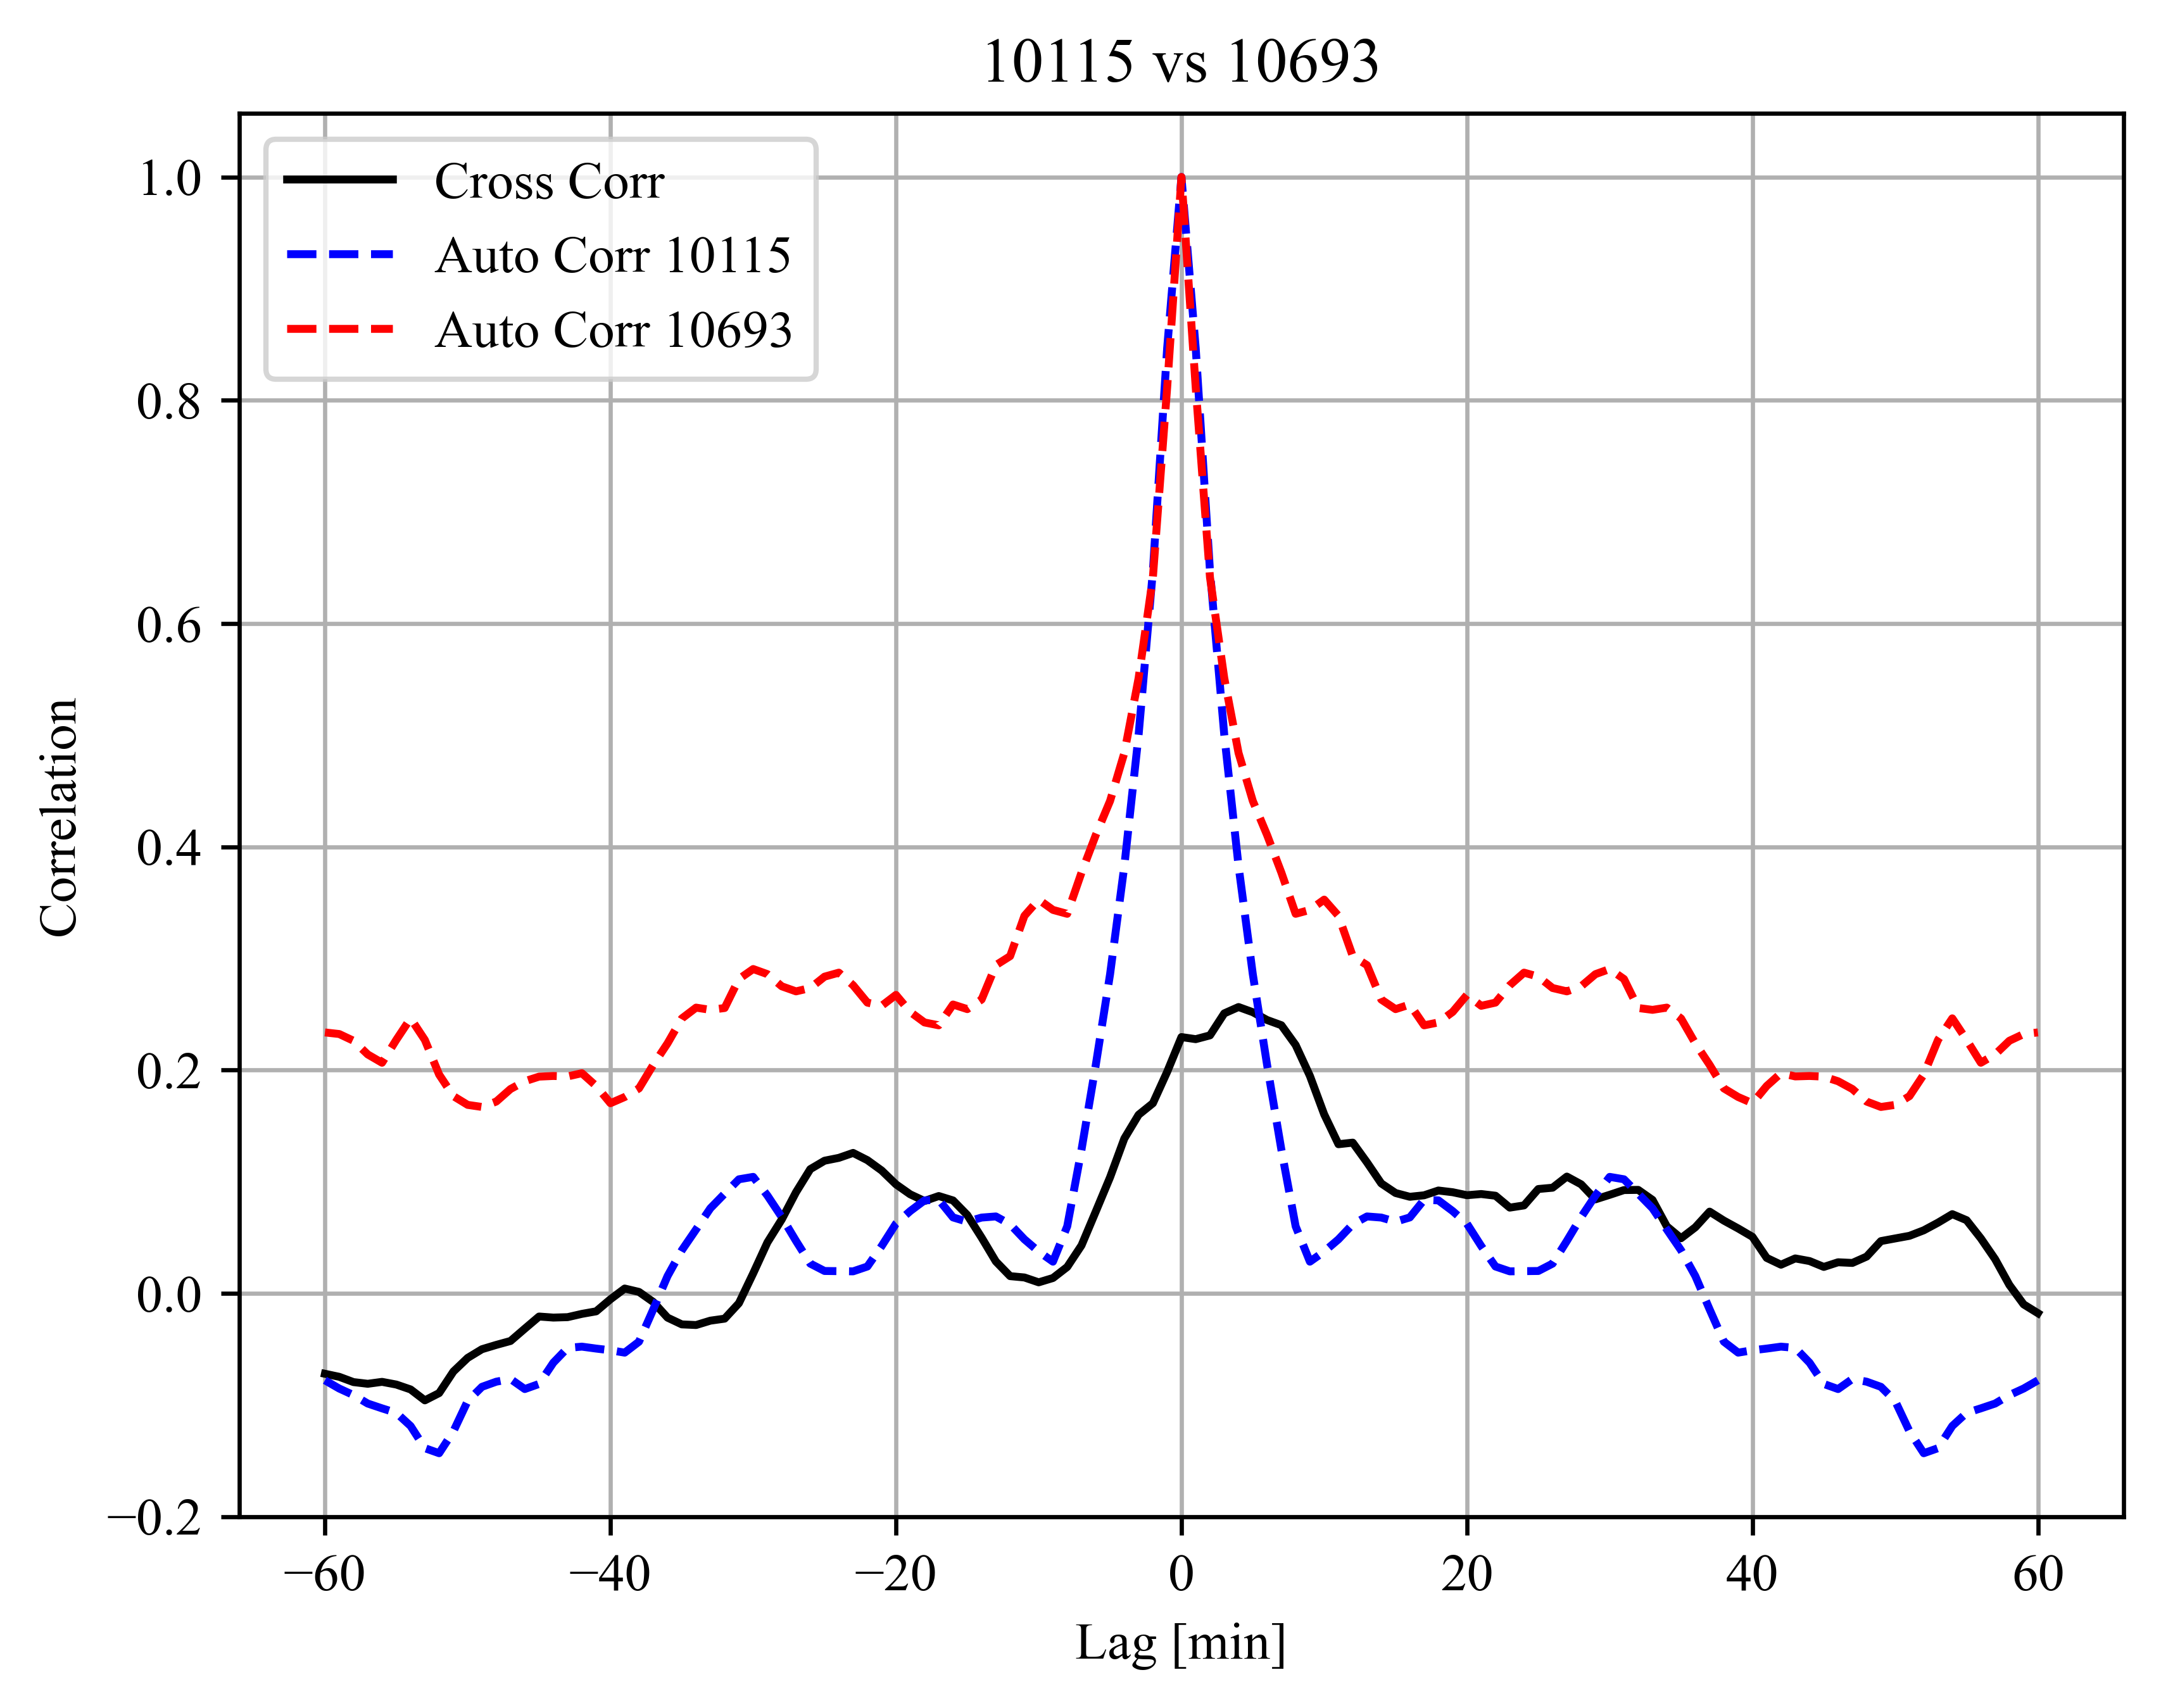 10115 vs 10693
Cross Corr
Auto Corr 10115
Auto Corr 10693
1.0
0.8
0.6
0.4
0.2
0.0
−0.2
Correlation
−60 −40 −20 0 20 40 60
Lag [min]